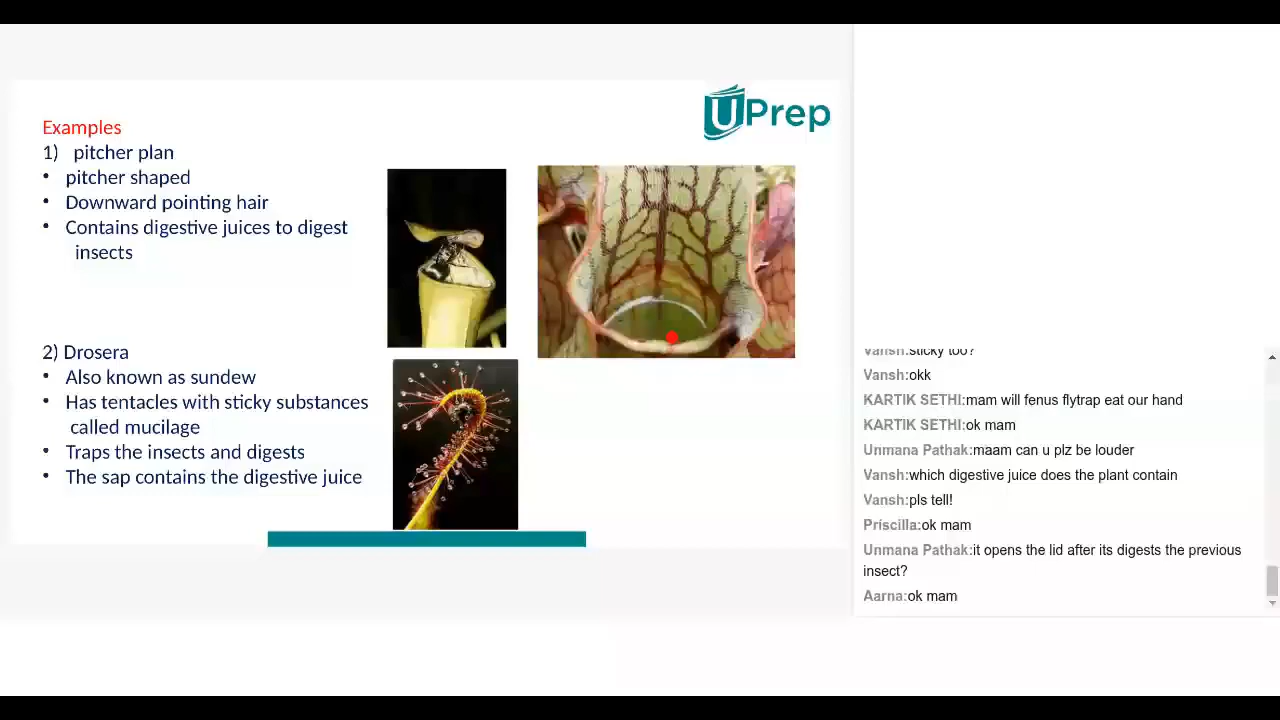 UPrep
Examples
1) pitcher plan
• pitcher shaped
• Downward pointing hair
• Contains digestive juices to digest
insects
2) Drosera
• Also known as sundew
• Has tentacles with sticky substances
called mucilage
• Traps the insects and digests
• The sap contains the digestive juice
Vansh:sticky too?
Vansh:okk
KARTIK SETHI:mam will fenus flytrap eat our hand
KARTIK SETHI:ok mam
Unmana Pathak:maam can u plz be louder
Vansh:which digestive juice does the plant contain
Vansh:pls tell!
Priscilla:ok mam
Unmana Pathak:it opens the lid after its digests the previous
insect?
Aarna:ok mam